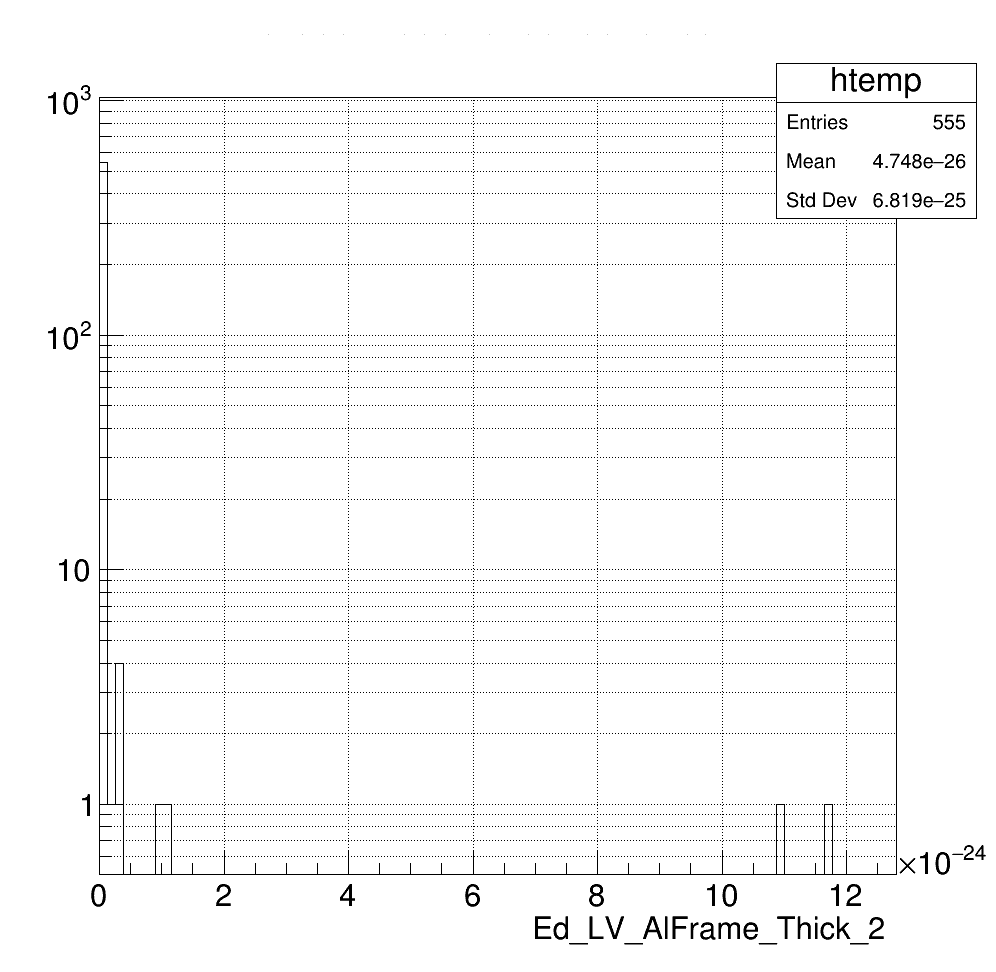 htemp
Entries 555
Mean 4.748e−26
Std Dev 6.819e−25
10³
10²
10
1
0 2 4 6 8 10 12
×10⁻²⁴
Ed_LV_AlFrame_Thick_2